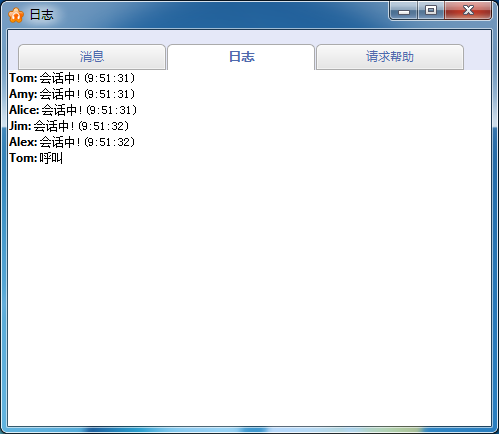 日志
消息 日志 请求帮助
Tom: 会话中! (9:51:31)
Amy: 会话中! (9:51:31)
Alice: 会话中! (9:51:31)
Jim: 会话中! (9:51:32)
Alex: 会话中! (9:51:32)
Tom: 呼叫